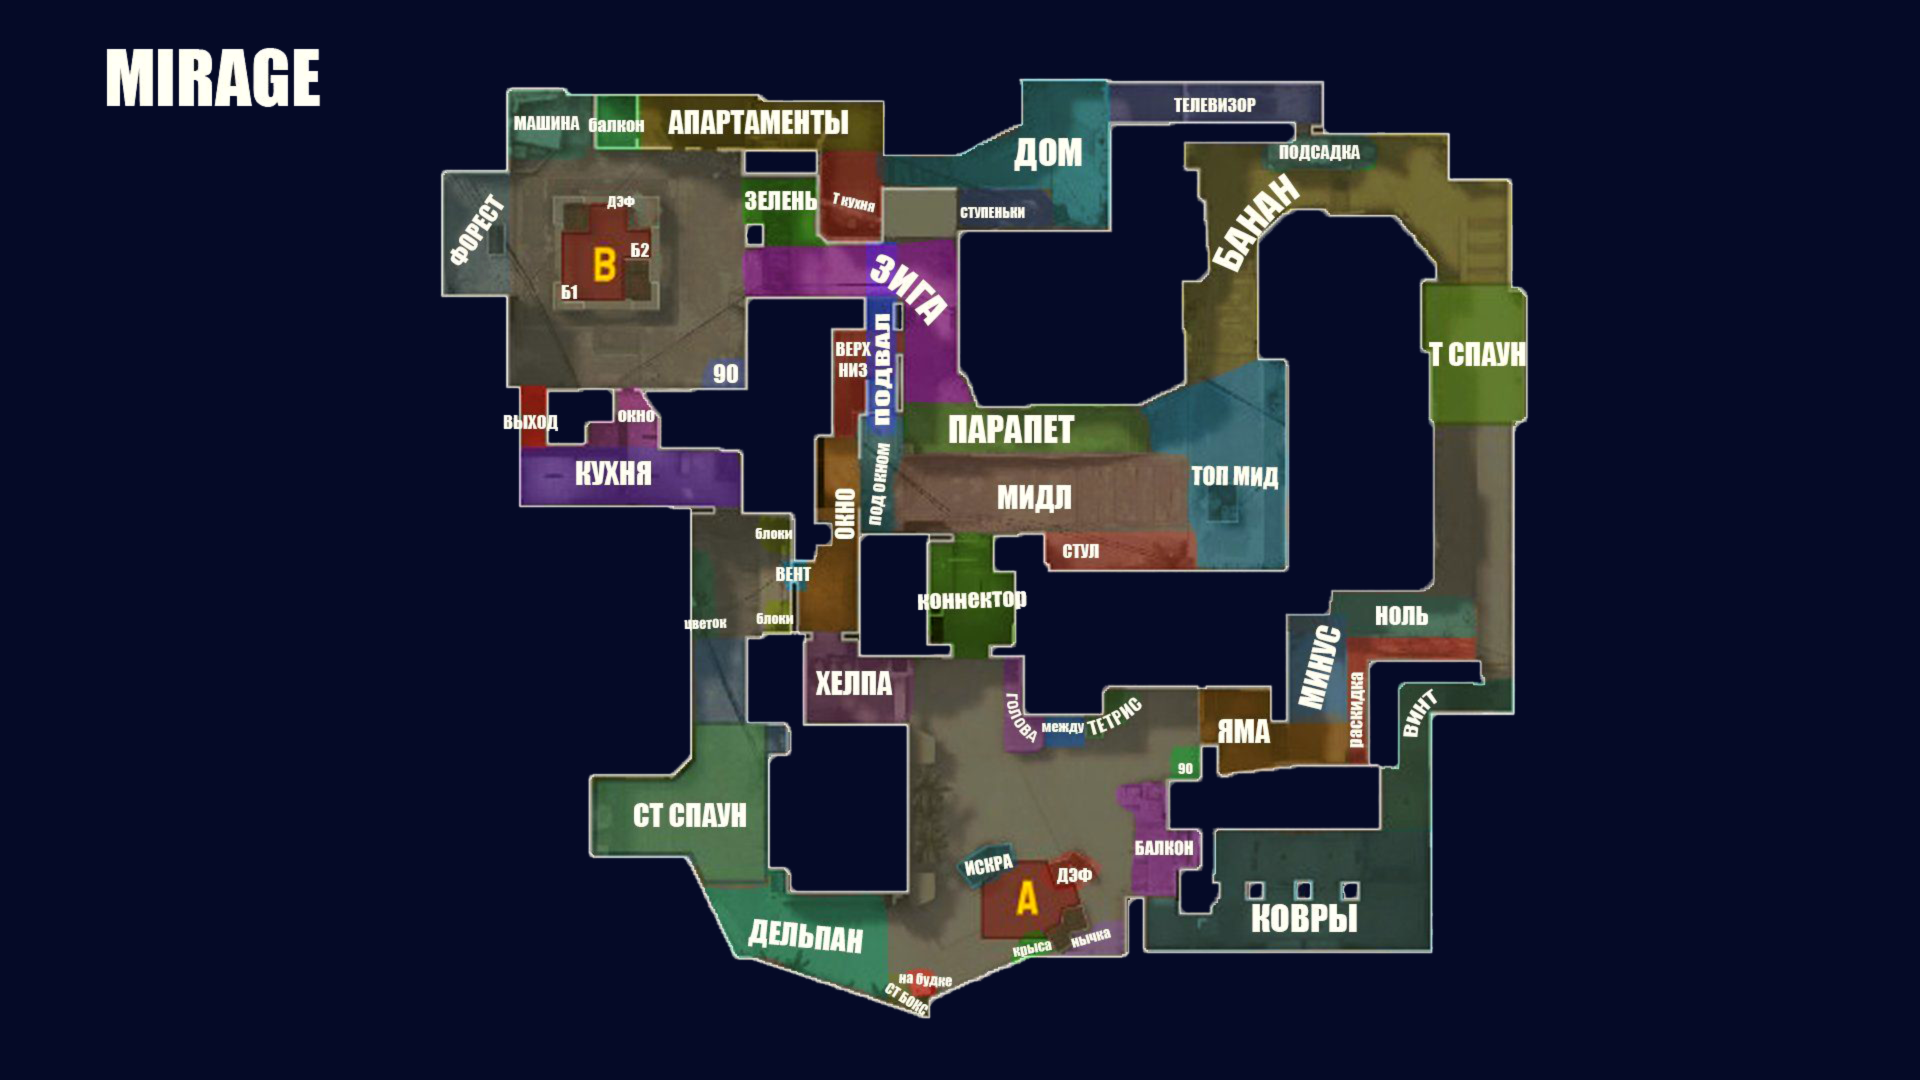 MIRAGE
ТЕЛЕВИЗОР
МАШИНА
балкон
АПАРТАМЕНТЫ
ДОМ
ПОДСАДКА
ФОРЕСТ
ДЭФ
ЗЕЛЕНЬ
Т КУХНЯ
СТУПЕНЬКИ
БАНАН
Б2
B
Б1
ЗИГА
ВЕРХ
НИЗ
ПОДВАЛ
90
Т СПАУН
ВЫХОД
ОКНО
ПАРАПЕТ
КУХНЯ
ПОД ОКНОМ
ТОП МИД
МИДЛ
ОКНО
блоки
СТУЛ
ВЕНТ
коннектор
блоки
цветок
НОЛЬ
МИНУС
ХЕЛПА
ГОЛОВА
между
ТЕТРИС
ЯМА
раскидка
ВИНТ
90
СТ СПАУН
БАЛКОН
ИСКРА
ДЭФ
A
КОВРЫ
ДЕЛЬПАН
крыса
нычка
на будке
СТ БОКС